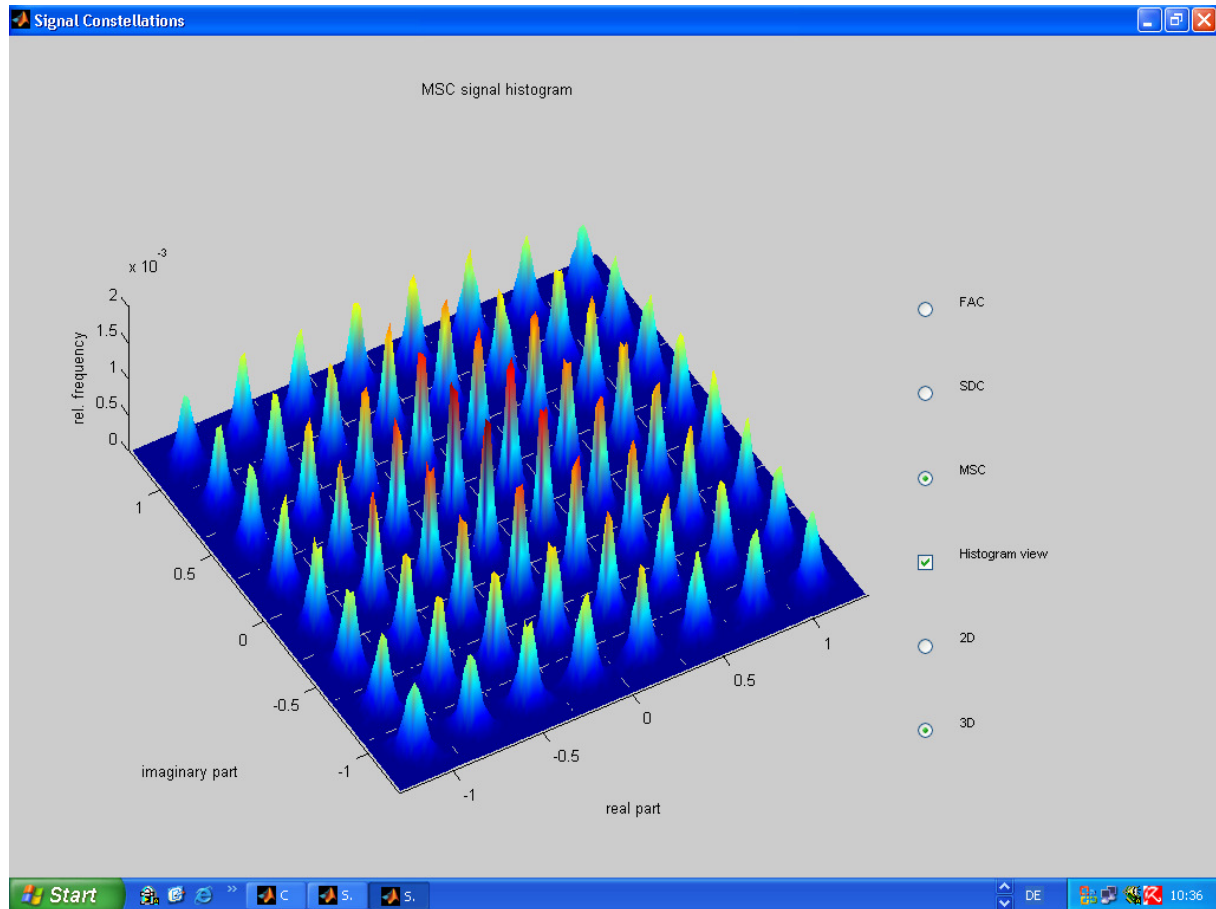 Signal Constellations
MSC signal histogram
x 10-3
2
1.5
1
0.5
0
rel. frequency
1
0.5
0
-0.5
-1
imaginary part
-1
-0.5
0
0.5
1
real part
FAC
SDC
MSC
Histogram view
2D
3D
Start
»
C
S.
S.
DE
10:36